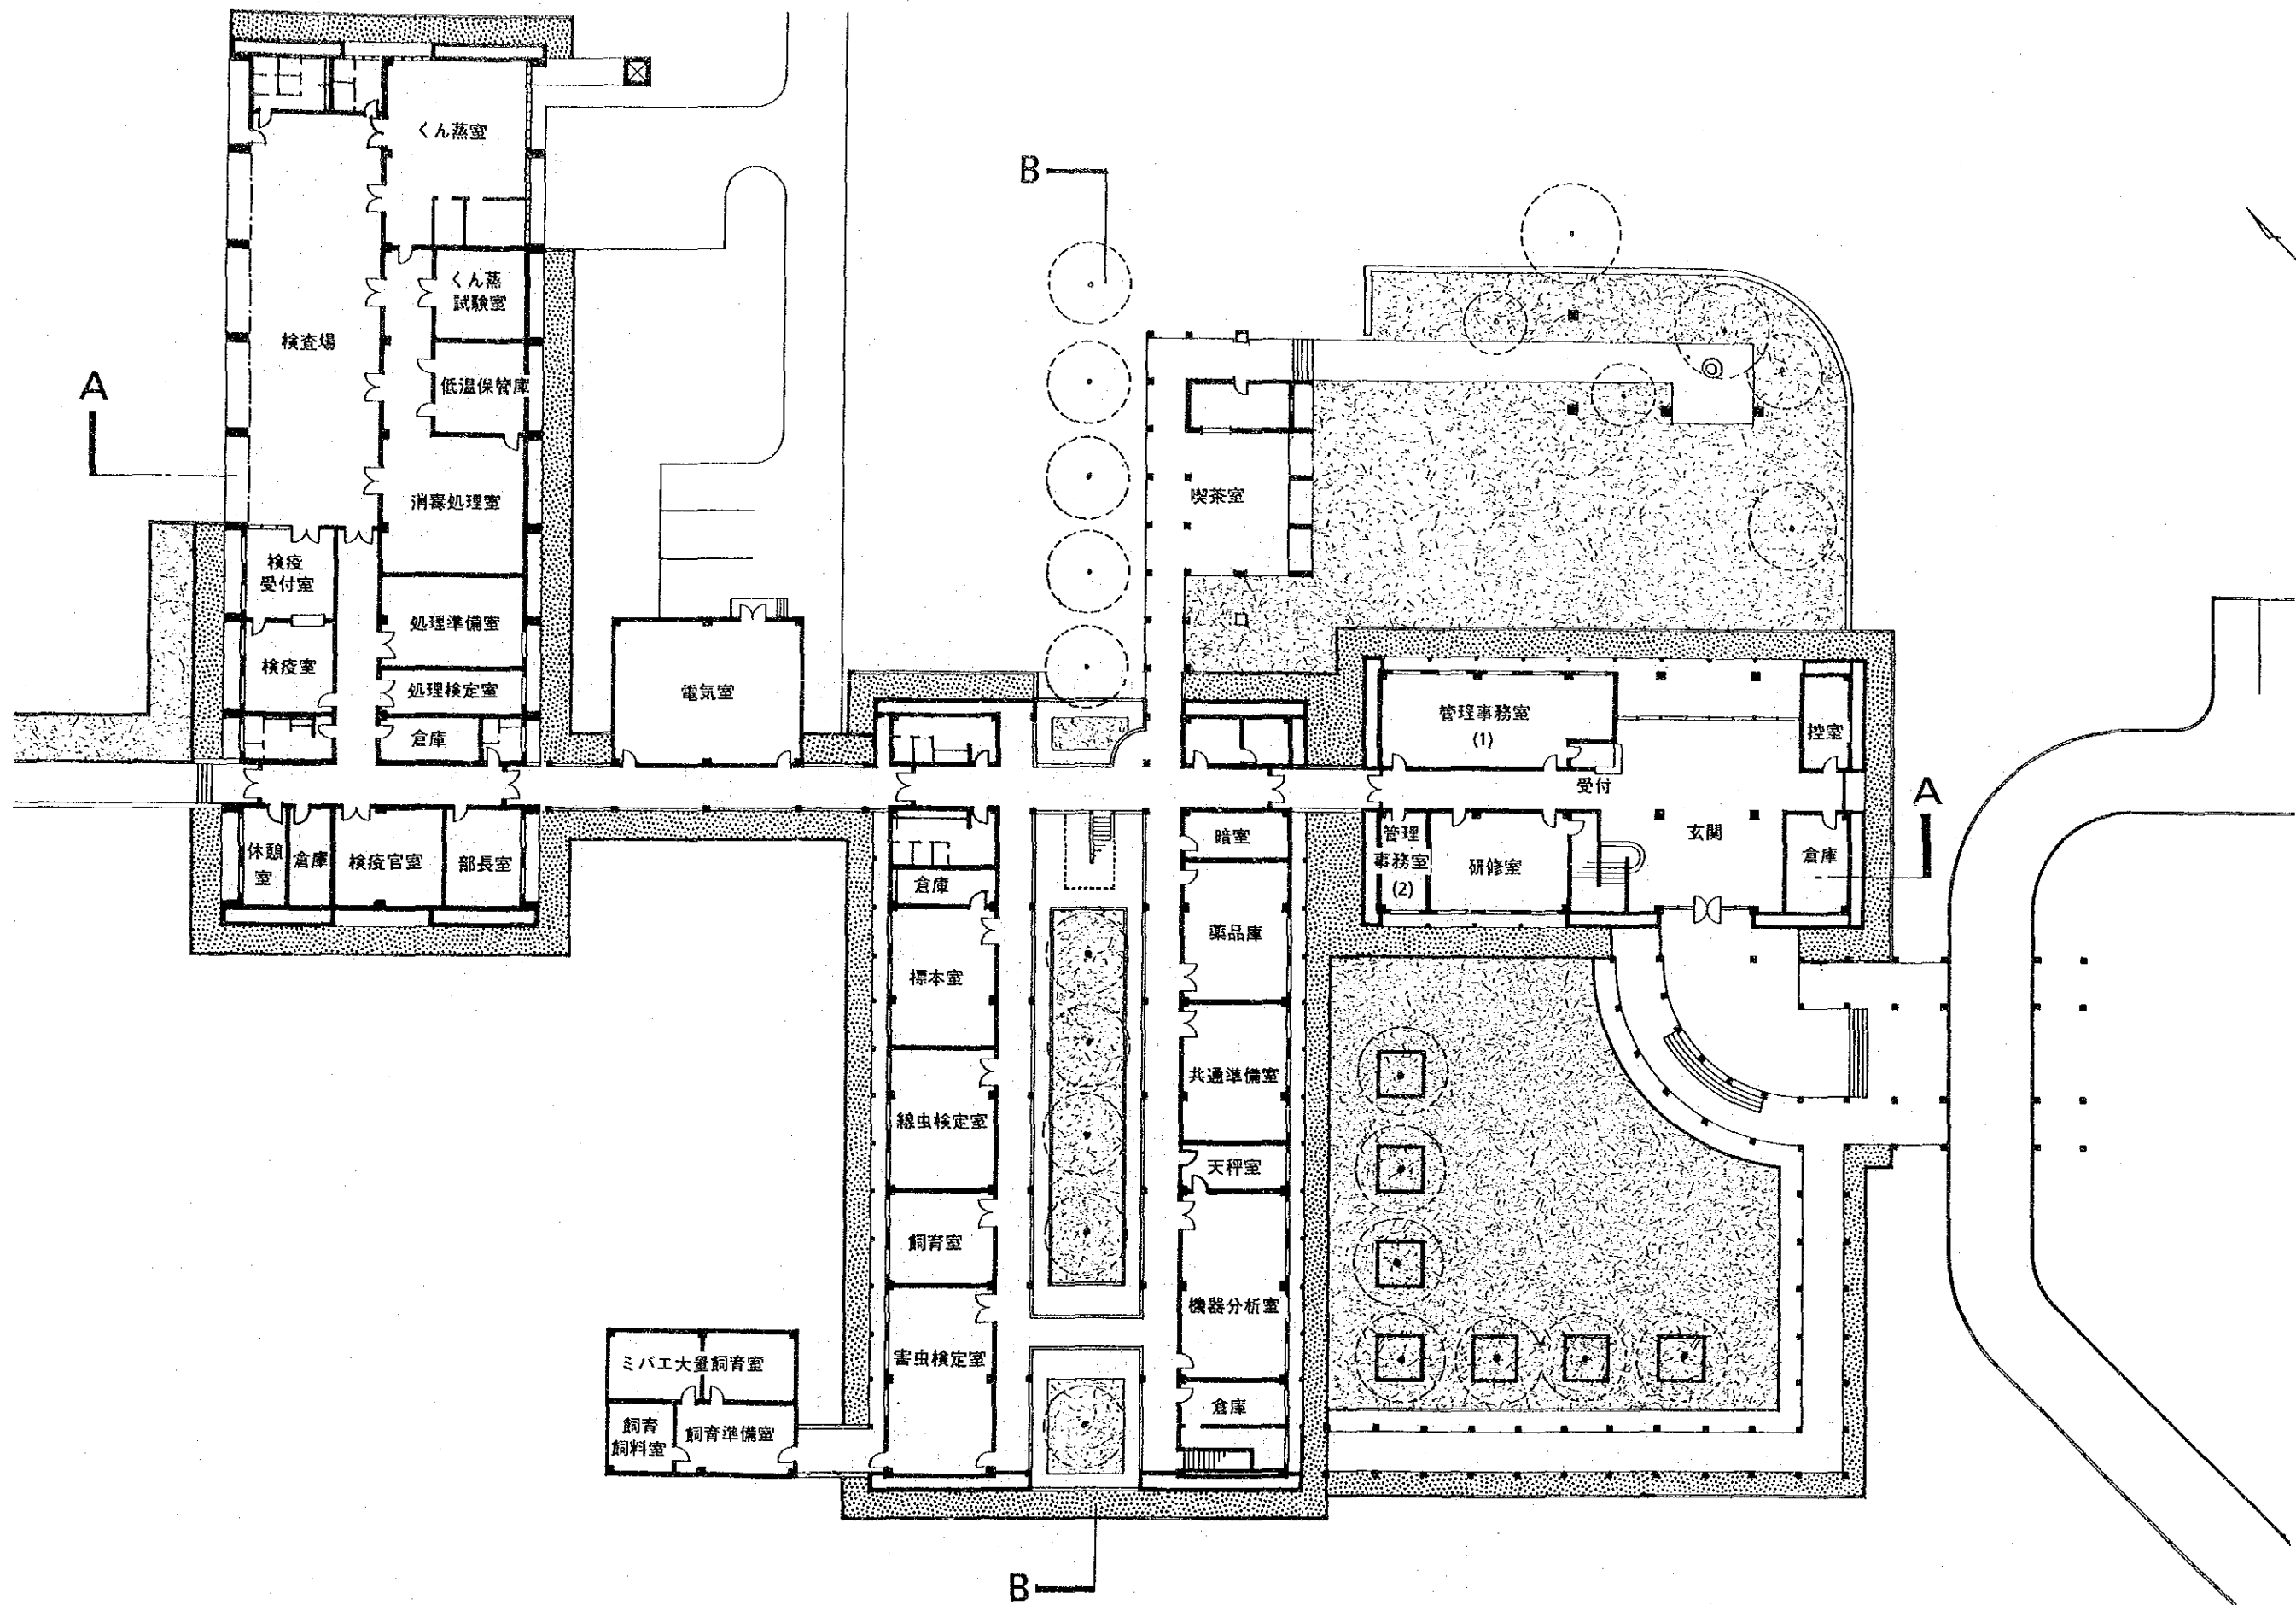 くん蒸室
B
くん蒸
試験室
検査場
A
低温保管庫
消毒処理室
喫茶室
検疫
受付室
処理準備室
検疫室
処理検定室
電気室
倉庫
管理事務室
(1)
控室
受付
A
休憩
室
倉庫
検疫官室
部長室
倉庫
暗室
管理
事務室
(2)
研修室
玄関
倉庫
薬品庫
標本室
共通準備室
線虫検定室
天秤室
飼育室
機器分析室
害虫検定室
ミバエ大量飼育室
飼育
飼料室
飼育準備室
倉庫
B